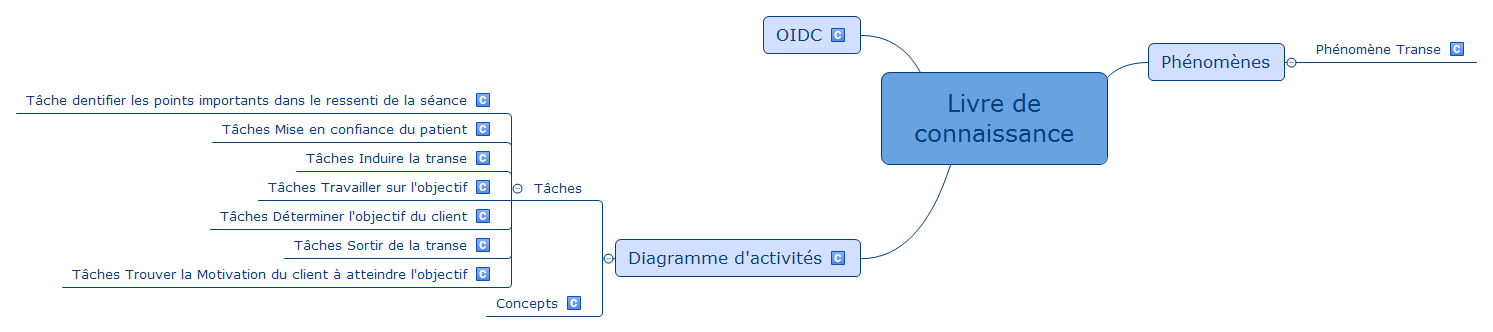 OIDC
Livre de
connaissance
Phénomènes
Phénomène Transe
Tâche dentifier les points importants dans le ressenti de la séance
Tâches Mise en confiance du patient
Tâches Induire la transe
Tâches Travailler sur l'objectif
Tâches Déterminer l'objectif du client
Tâches Sortir de la transe
Tâches Trouver la Motivation du client à atteindre l'objectif
Tâches
Diagramme d'activités
Concepts